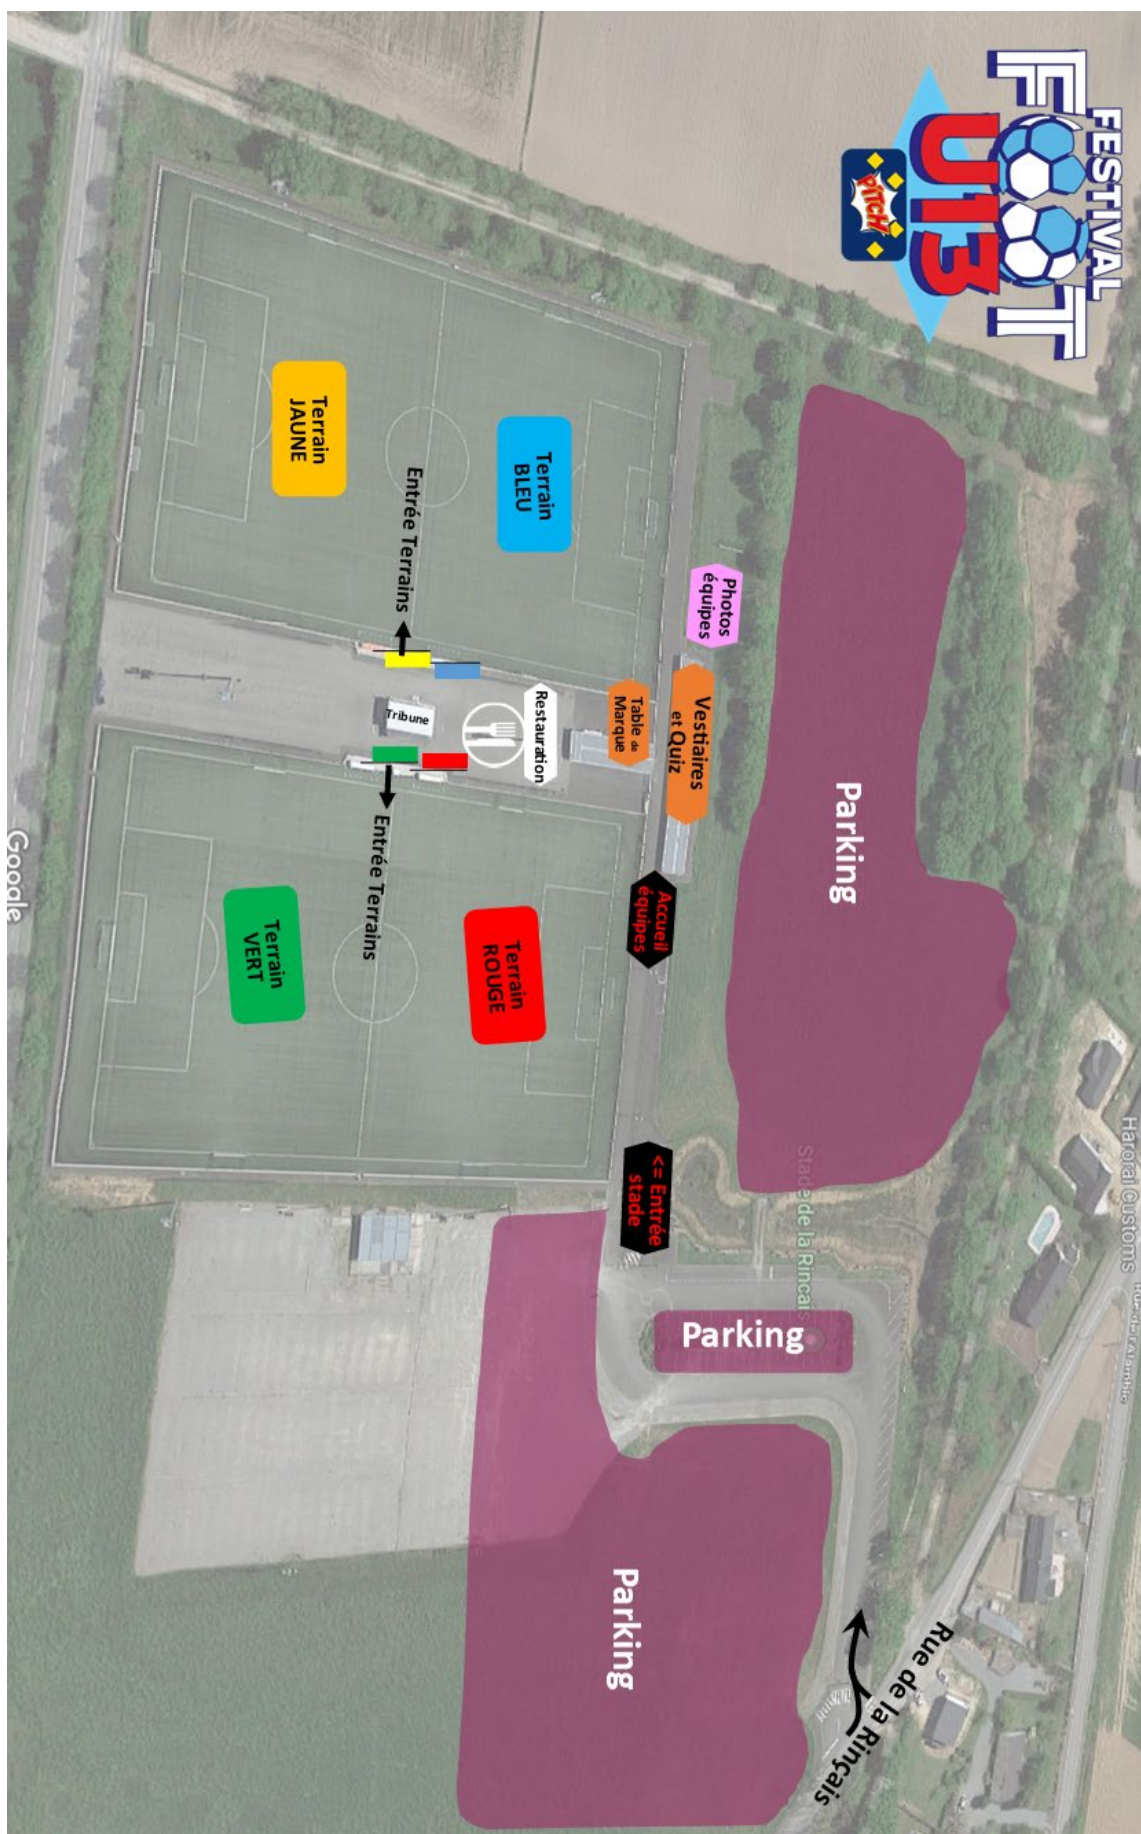 FESTIVAL
FOOT
U13
PITCH
Parking
Photos
équipes
Vestiaires
et Quiz
Table de
Marque
Restauration
Accueil
équipes
<= Entrée
stade
Terrain
BLEU
Terrain
JAUNE
Entrée Terrains
Tribune
Entrée Terrains
Terrain
ROUGE
Terrain
VERT
Parking
Parking
Rue de la Rinçais
Stade de la Rinçais
Haroral Customs
Google